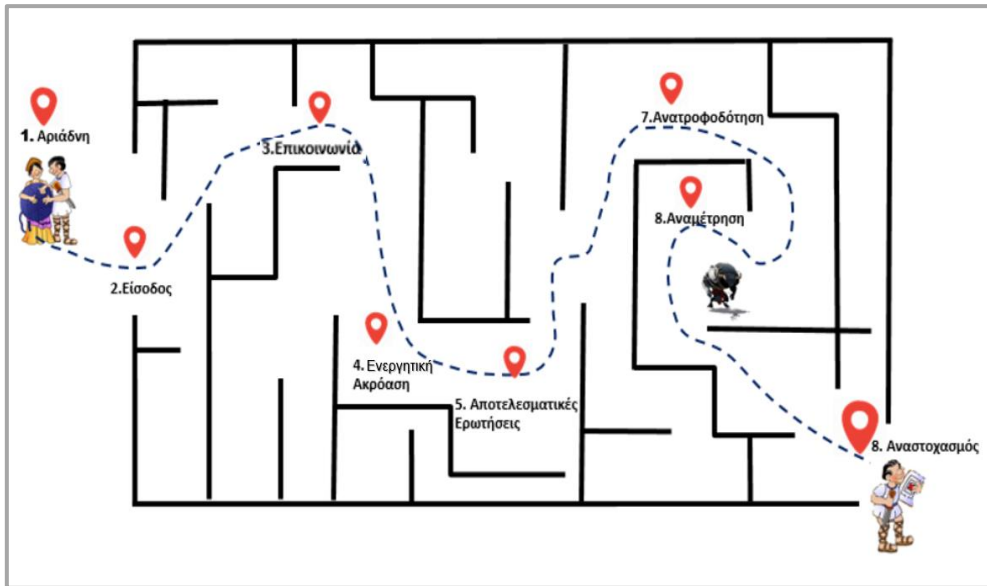 1. Αριάδνη
2.Είσοδος
3.Επικοινωνία
4. Ενεργητική
Ακρόαση
5. Αποτελεσματικές
Ερωτήσεις
7.Ανατροφοδότηση
8.Αναμέτρηση
8. Αναστοχασμός